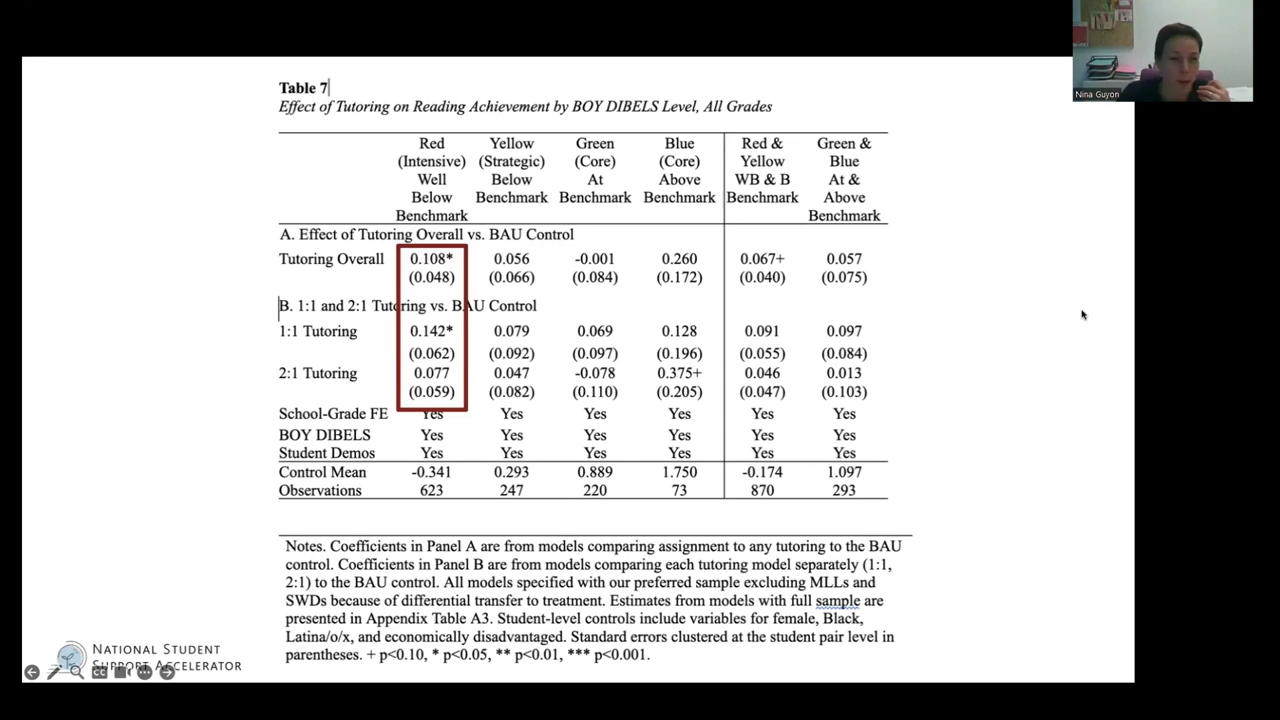 Nina Guyon
Table 7
Effect of Tutoring on Reading Achievement by BOY DIBELS Level, All Grades
Red Yellow Green Blue Red & Green &
(Intensive) (Strategic) (Core) (Core) Yellow Blue
Well Below At Above WB & B At &
Below Benchmark Benchmark Benchmark Benchmark Above
Benchmark Benchmark
A. Effect of Tutoring Overall vs. BAU Control
Tutoring Overall 0.108* 0.056 -0.001 0.260 0.067+ 0.057
(0.048) (0.066) (0.084) (0.172) (0.040) (0.075)
B. 1:1 and 2:1 Tutoring vs. BAU Control
1:1 Tutoring 0.142* 0.079 0.069 0.128 0.091 0.097
(0.062) (0.092) (0.097) (0.196) (0.055) (0.084)
2:1 Tutoring 0.077 0.047 -0.078 0.375+ 0.046 0.013
(0.059) (0.082) (0.110) (0.205) (0.047) (0.103)
School-Grade FE Yes Yes Yes Yes Yes Yes
BOY DIBELS Yes Yes Yes Yes Yes Yes
Student Demos Yes Yes Yes Yes Yes Yes
Control Mean -0.341 0.293 0.889 1.750 -0.174 1.097
Observations 623 247 220 73 870 293
Notes. Coefficients in Panel A are from models comparing assignment to any tutoring to the BAU
control. Coefficients in Panel B are from models comparing each tutoring model separately (1:1,
2:1) to the BAU control. All models specified with our preferred sample excluding MLLs and
SWDs because of differential transfer to treatment. Estimates from models with full sample are
presented in Appendix Table A3. Student-level controls include variables for female, Black,
Latina/o/x, and economically disadvantaged. Standard errors clustered at the student pair level in
parentheses. + p<0.10, * p<0.05, ** p<0.01, *** p<0.001.
NATIONAL STUDENT
SUPPORT ACCELERATOR